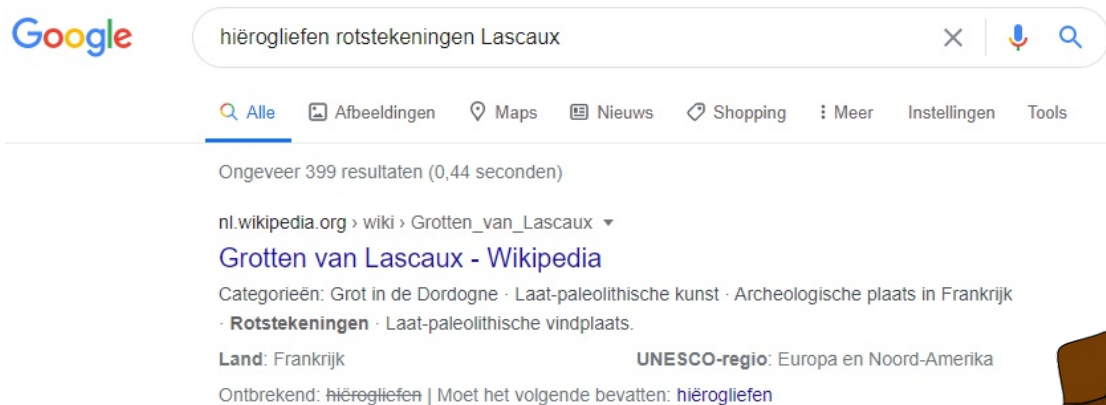 Google
hiërogliefen rotstekeningen Lascaux
Alle Afbeeldingen Maps Nieuws Shopping Meer Instellingen Tools
Ongeveer 399 resultaten (0,44 seconden)
nl.wikipedia.org › wiki › Grotten_van_Lascaux
Grotten van Lascaux - Wikipedia
Categorieën: Grot in de Dordogne · Laat-paleolithische kunst · Archeologische plaats in Frankrijk
· Rotstekeningen · Laat-paleolithische vindplaats.
Land: Frankrijk UNESCO-regio: Europa en Noord-Amerika
Ontbrekend: hiërogliefen | Moet het volgende bevatten: hiërogliefen